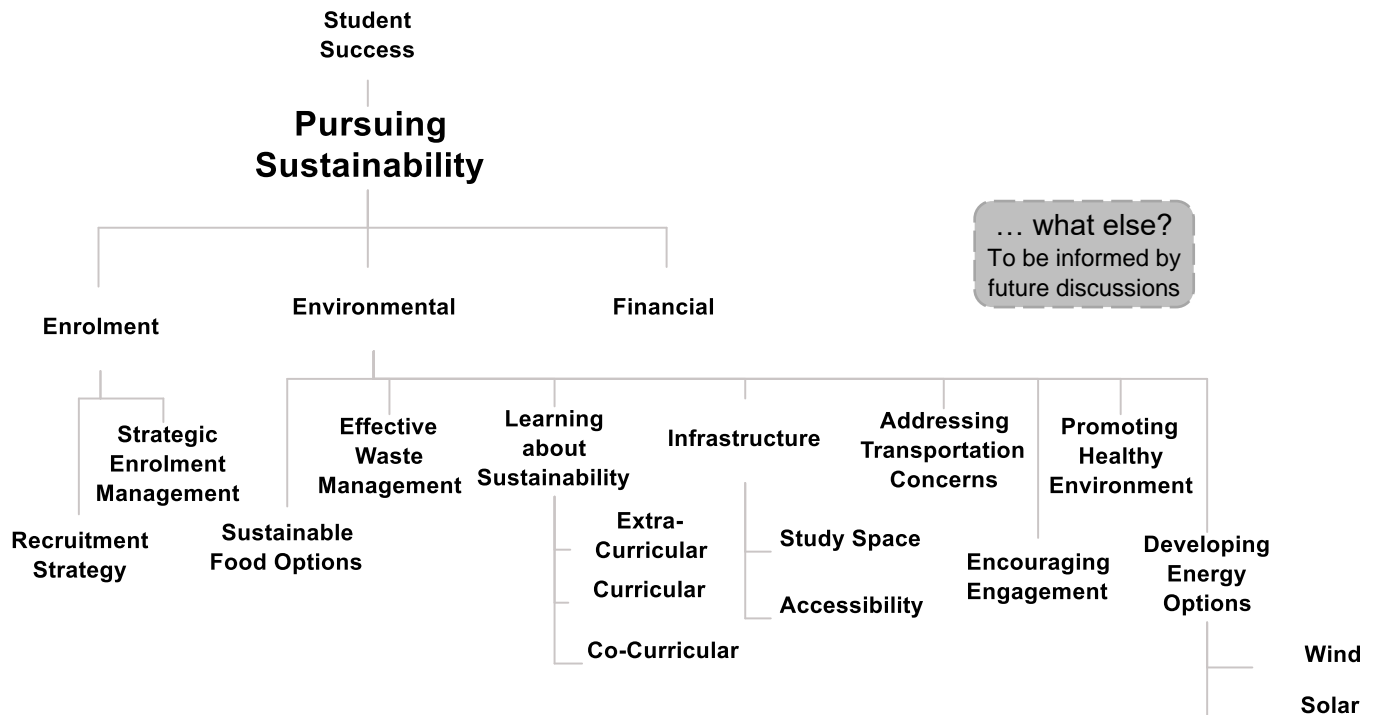 Student
Success
Pursuing
Sustainability
… what else?
To be informed by
future discussions
Enrolment
Environmental
Financial
Strategic
Enrolment
Management
Recruitment
Strategy
Sustainable
Food Options
Effective
Waste
Management
Learning
about
Sustainability
Extra-
Curricular
Curricular
Co-Curricular
Infrastructure
Study Space
Accessibility
Addressing
Transportation
Concerns
Encouraging
Engagement
Promoting
Healthy
Environment
Developing
Energy
Options
Wind
Solar